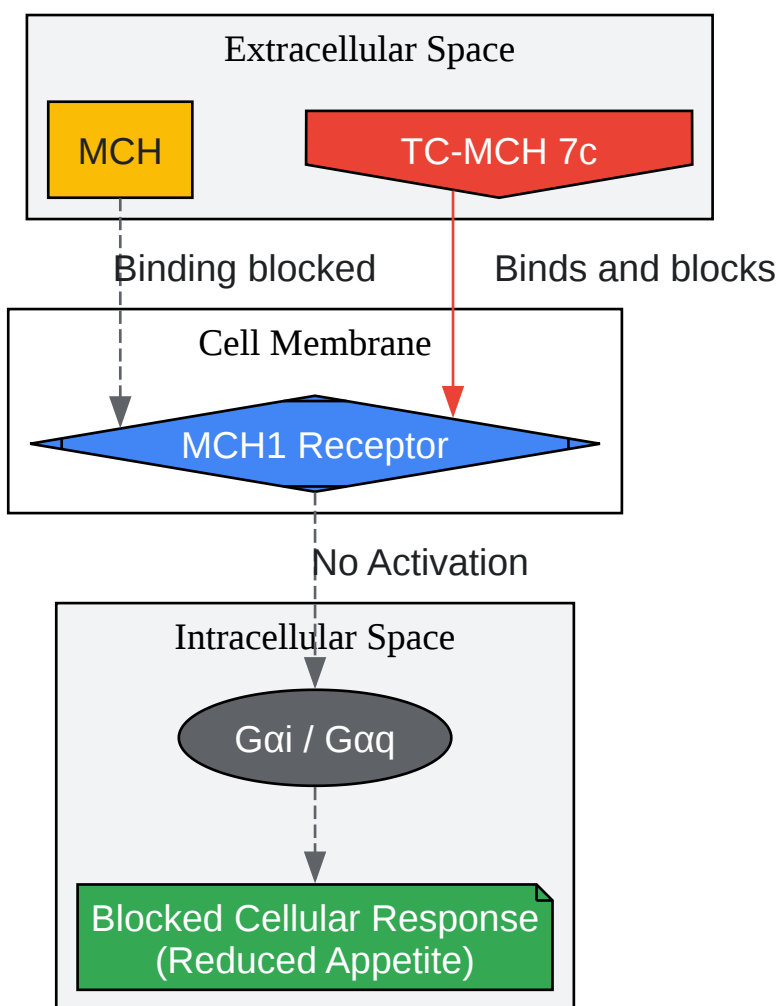 Extracellular Space
MCH
TC-MCH 7c
Binding blocked
Binds and blocks
Cell Membrane
MCH1 Receptor
No Activation
Intracellular Space
Gαi / Gαq
Blocked Cellular Response
(Reduced Appetite)